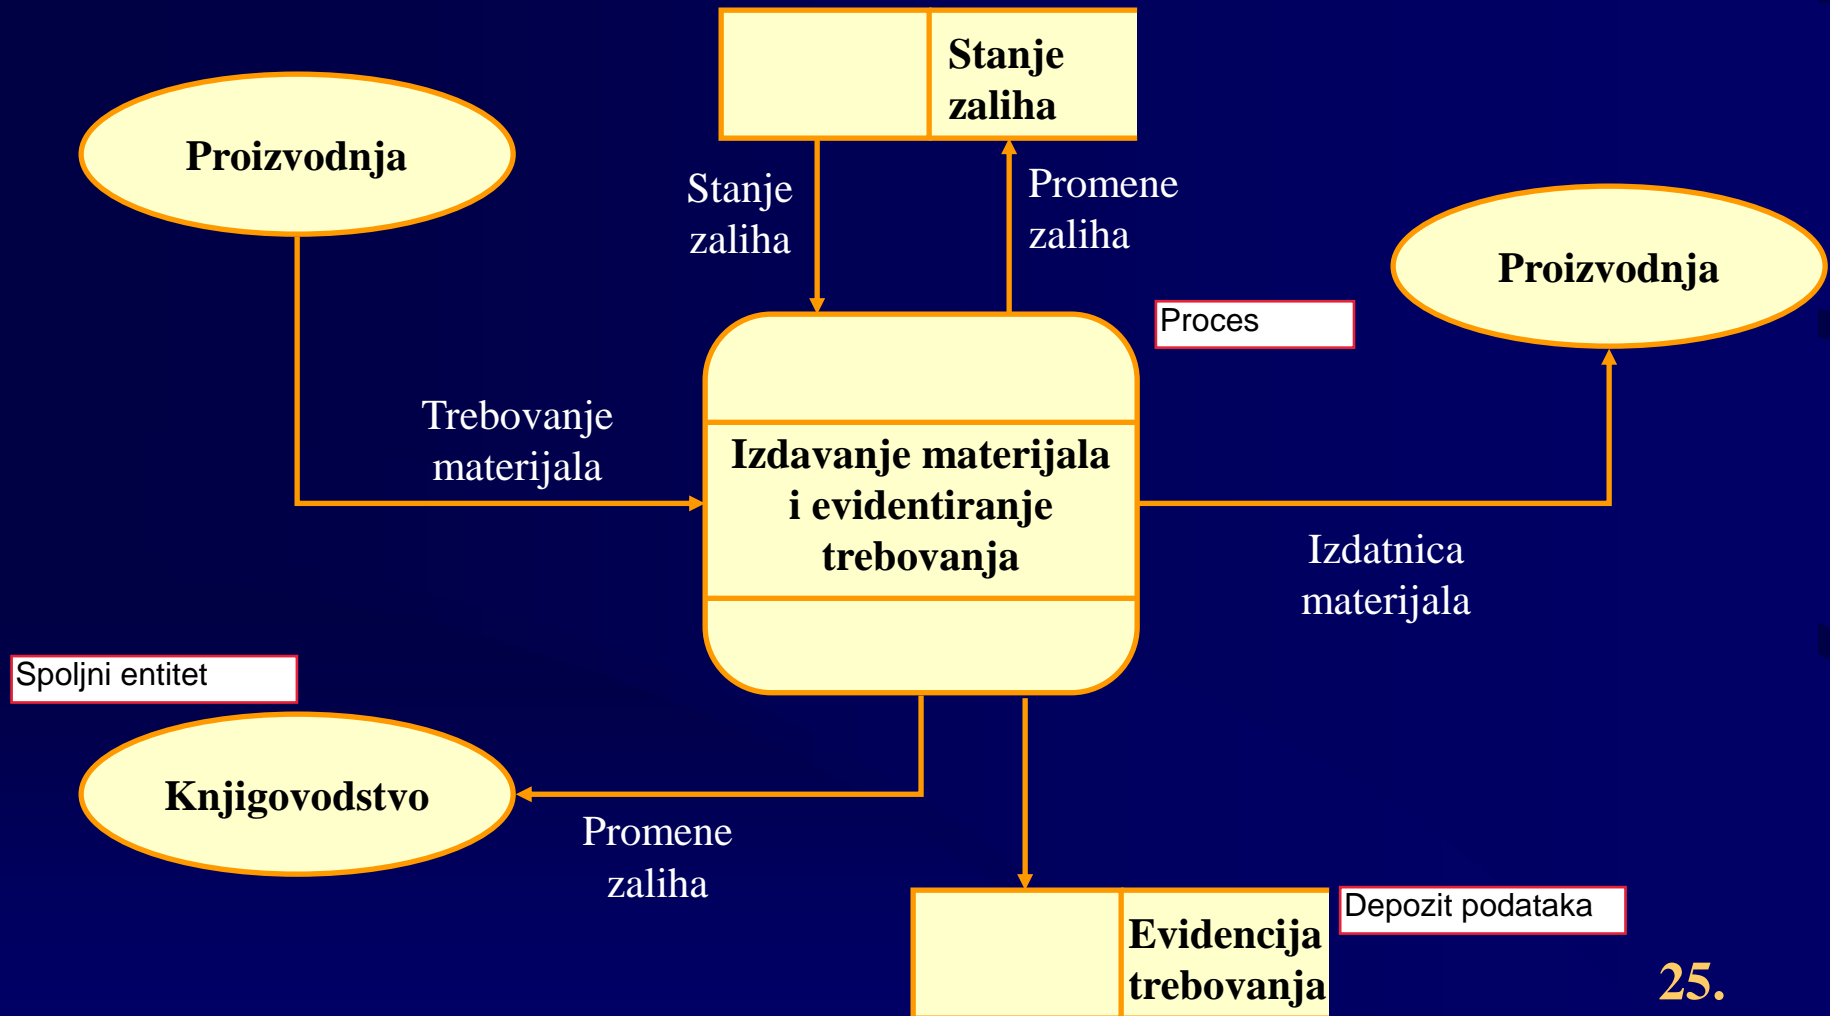 Stanje
zaliha
Proizvodnja
Stanje
zaliha
Promene
zaliha
Proizvodnja
Proces
Trebovanje
materijala
Izdavanje materijala
i evidentiranje
trebovanja
Izdatnica
materijala
Spoljni entitet
Knjigovodstvo
Promene
zaliha
Depozit podataka
Evidencija
trebovanja
25.